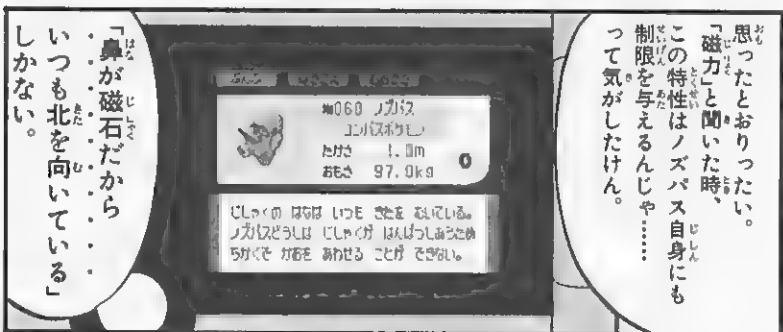 思ったとおりったい。
「磁力」と聞いた時、
この特性はノズパス自身にも
制限を与えるんじゃ……
って気がしたけん。
№060 ノズパス
コンパスポケモン
たかさ 1.0m
おもさ 97.0kg
0
じしゃくの はなは いつも きたを むいている。
ノズパスどうしは じしゃくが はんぱつしあうため
ちかくで かおを あわせる ことが できない。
「鼻が磁石だから
いつも北を向いている」
しかない。